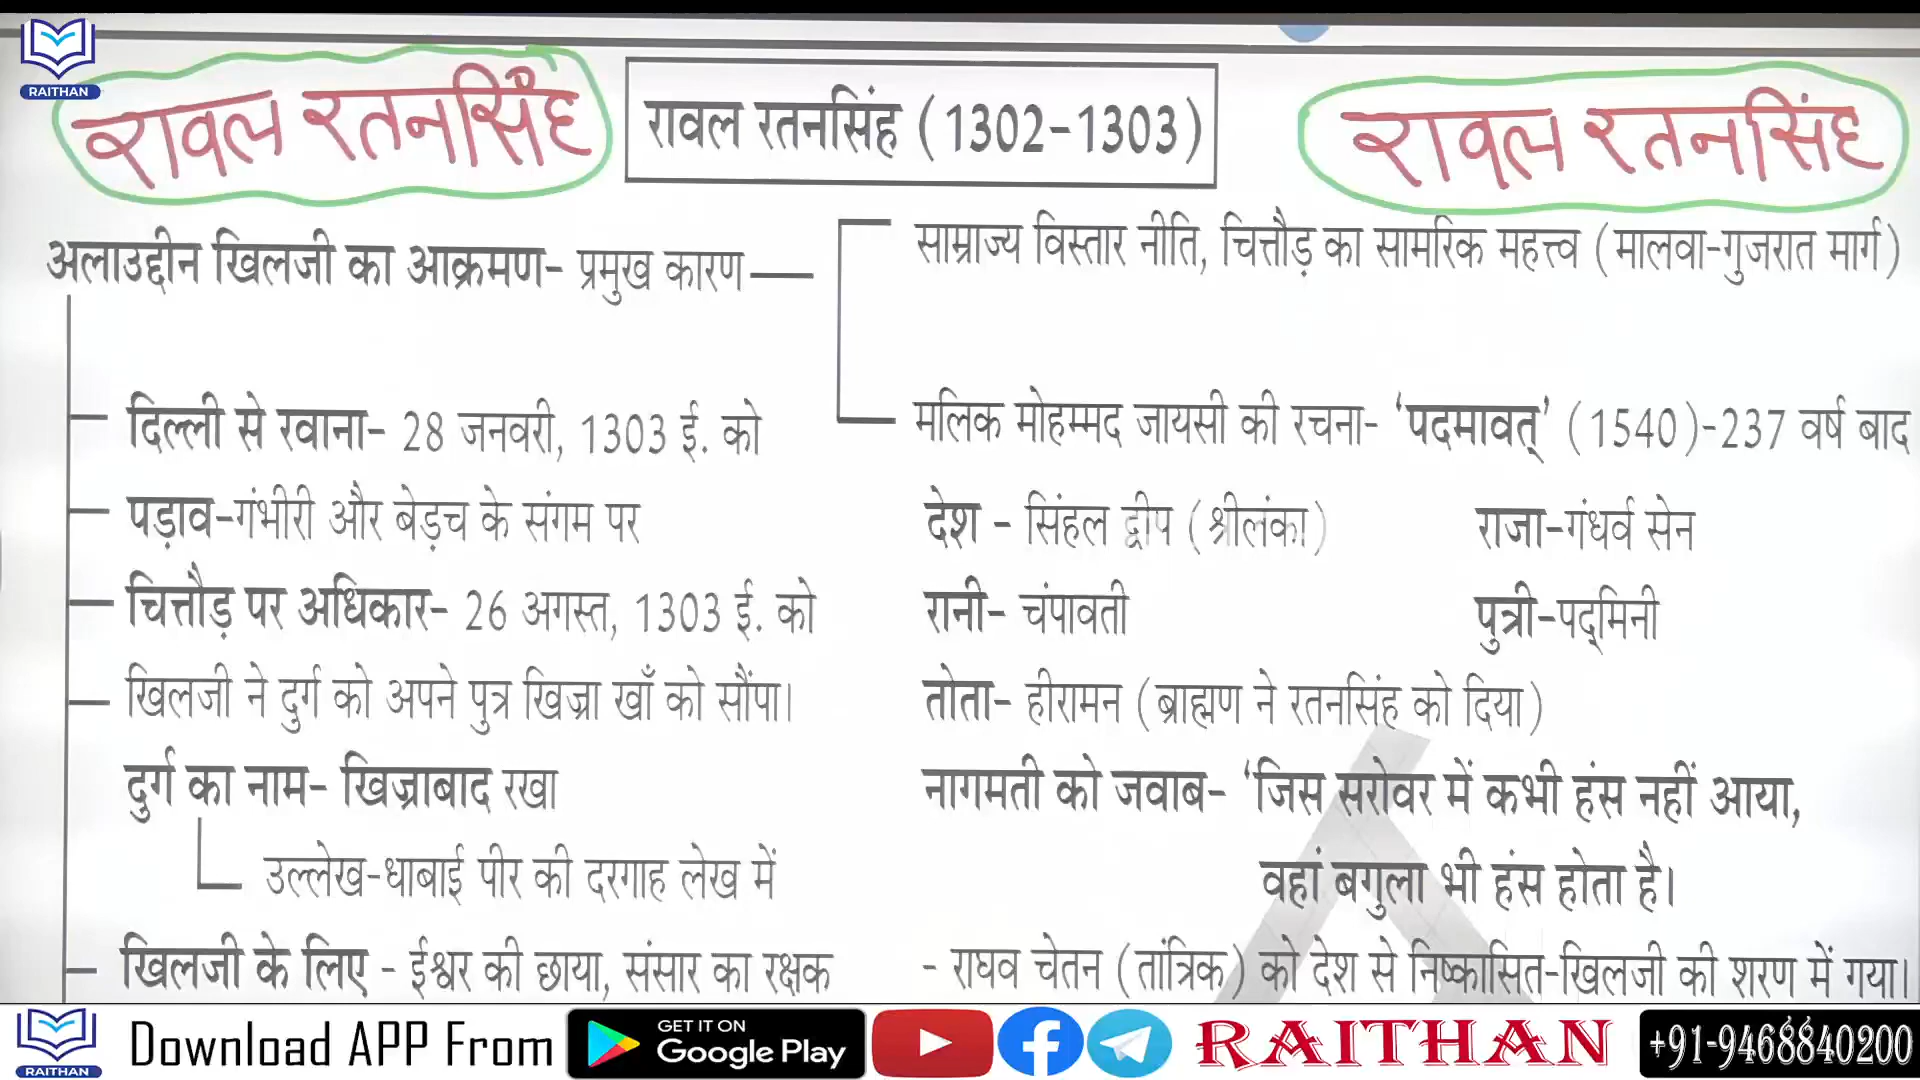 RAITHAN
रावल रतनसिंह
रावल रतनसिंह (1302-1303)
रावल रतनसिंह
अलाउद्दीन खिलजी का आक्रमण- प्रमुख कारण
साम्राज्य विस्तार नीति, चित्तौड़ का सामरिक महत्त्व (मालवा-गुजरात मार्ग)
मलिक मोहम्मद जायसी की रचना- 'पदमावत्' (1540)-237 वर्ष बाद
दिल्ली से रवाना- 28 जनवरी, 1303 ई. को
पड़ाव-गंभीरी और बेड़च के संगम पर
चित्तौड़ पर अधिकार- 26 अगस्त, 1303 ई. को
खिलजी ने दुर्ग को अपने पुत्र खिज्रा खाँ को सौंपा।
दुर्ग का नाम- खिज्राबाद रखा
उल्लेख-धाबाई पीर की दरगाह लेख में
खिलजी के लिए - ईश्वर की छाया, संसार का रक्षक
देश - सिंहल द्वीप (श्रीलंका)
राजा-गंधर्व सेन
रानी- चंपावती
पुत्री-पद्‌मिनी
तोता- हीरामन (ब्राह्मण ने रतनसिंह को दिया)
नागमती को जवाब- 'जिस सरोवर में कभी हंस नहीं आया,
वहां बगुला भी हंस होता है।
- राघव चेतन (तांत्रिक) को देश से निष्कासित-खिलजी की शरण में गया।
RAITHAN
Download APP From
GET IT ON
Google Play
RAITHAN
+91-9468840200